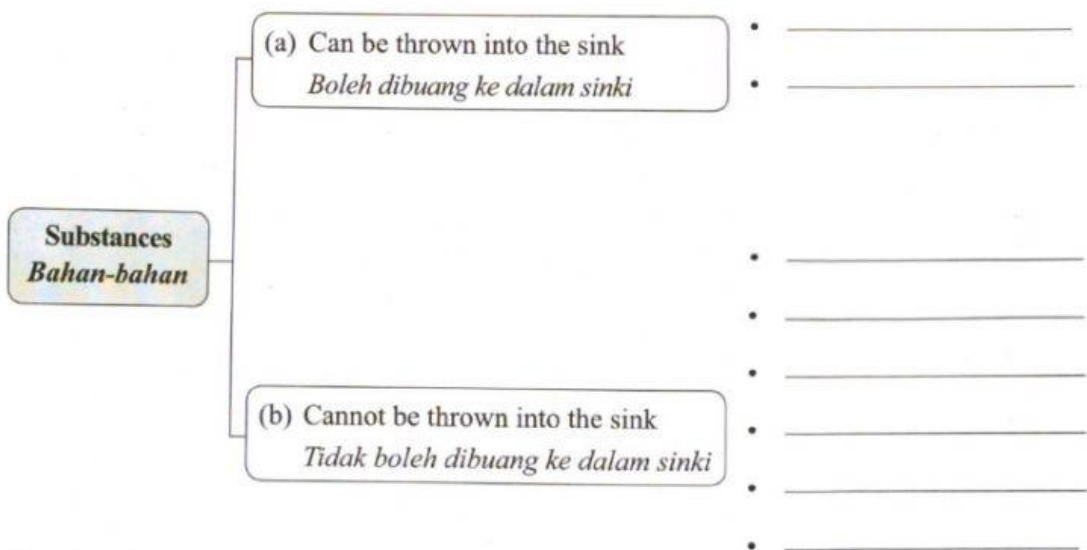 (a) Can be thrown into the sink
Boleh dibuang ke dalam sinki
Substances
Bahan-bahan
(b) Cannot be thrown into the sink
Tidak boleh dibuang ke dalam sinki